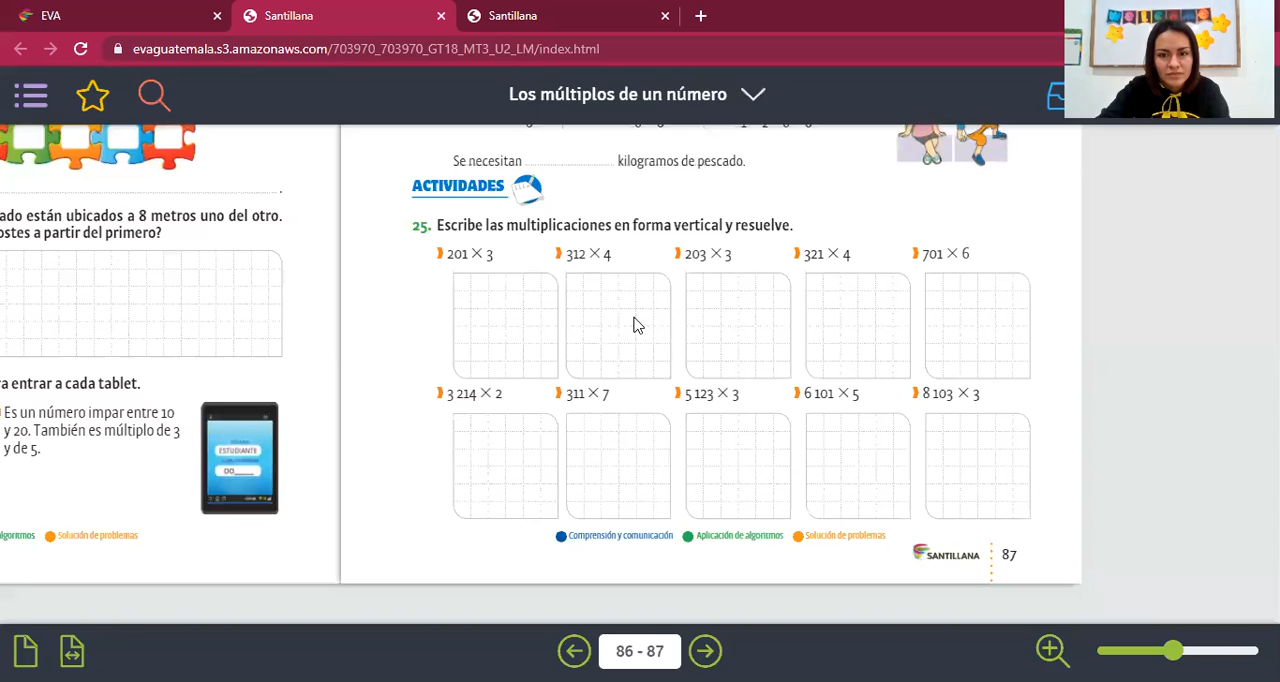 EVA
Santillana
Santillana
evaguatemala.s3.amazonaws.com/703970_703970_GT18_MT3_U2_LM/index.html
Los múltiplos de un número
Se necesitan kilogramos de pescado.
ACTIVIDADES
ado están ubicados a 8 metros uno del otro.
ostes a partir del primero?
25. Escribe las multiplicaciones en forma vertical y resuelve.
201 × 3 312 × 4 203 × 3 321 × 4 701 × 6
a entrar a cada tablet.
Es un número impar entre 10
y 20. También es múltiplo de 3
y de 5.
ESTUDIANTE
3 214 × 2 311 × 7 5 123 × 3 6 101 × 5 8 103 × 3
algoritmos Solución de problemas
Comprensión y comunicación Aplicación de algoritmos Solución de problemas
SANTILLANA 87
86 - 87